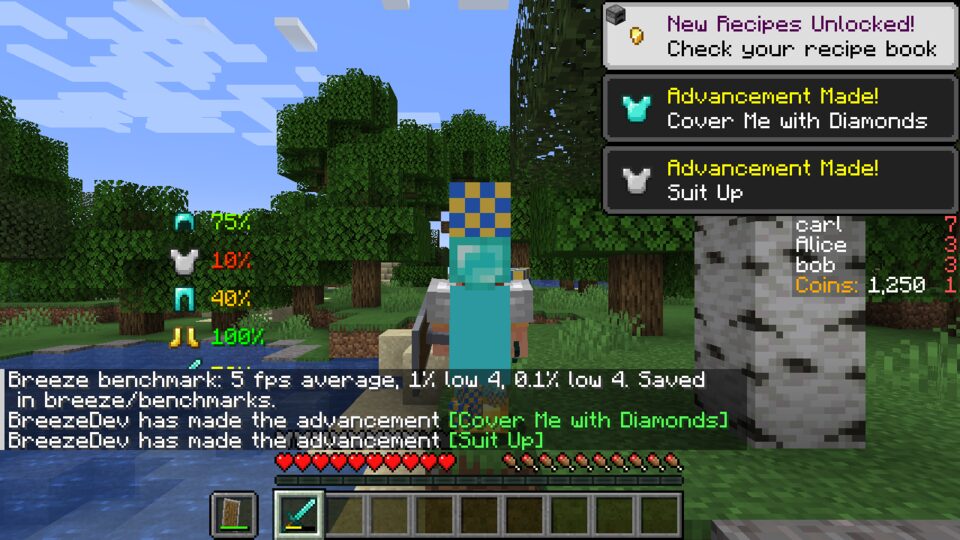 New Recipes Unlocked!
Check your recipe book
Advancement Made!
Cover Me with Diamonds
Advancement Made!
Suit Up
75%
10%
40%
100%
carl 7
Alice 3
bob 3
Coins: 1,250 1
Breeze benchmark: 5 fps average, 1% low 4, 0.1% low 4. Saved
in breeze/benchmarks.
BreezeDev has made the advancement [Cover Me with Diamonds]
BreezeDev has made the advancement [Suit Up]